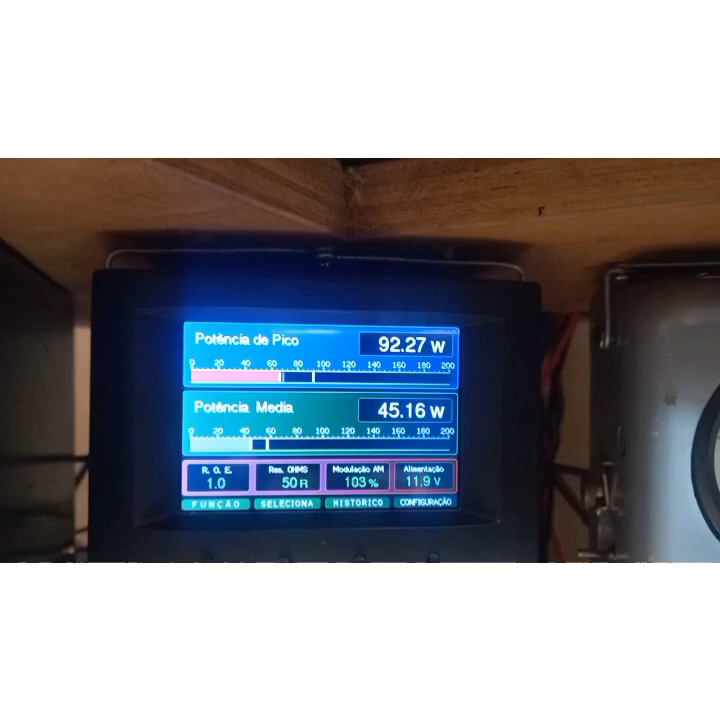 Potência de Pico 92.27 W
0 20 40 60 80 100 120 140 160 180 200
Potência Media 45.16 W
0 20 40 60 80 100 120 140 160 180 200
R. O. E. Res. OHMS Modulação AM Alimentação
1.0 50 R 103 % 11.9 V
FUNCÃO SELECIONA HISTORICO CONFIGURAÇÃO